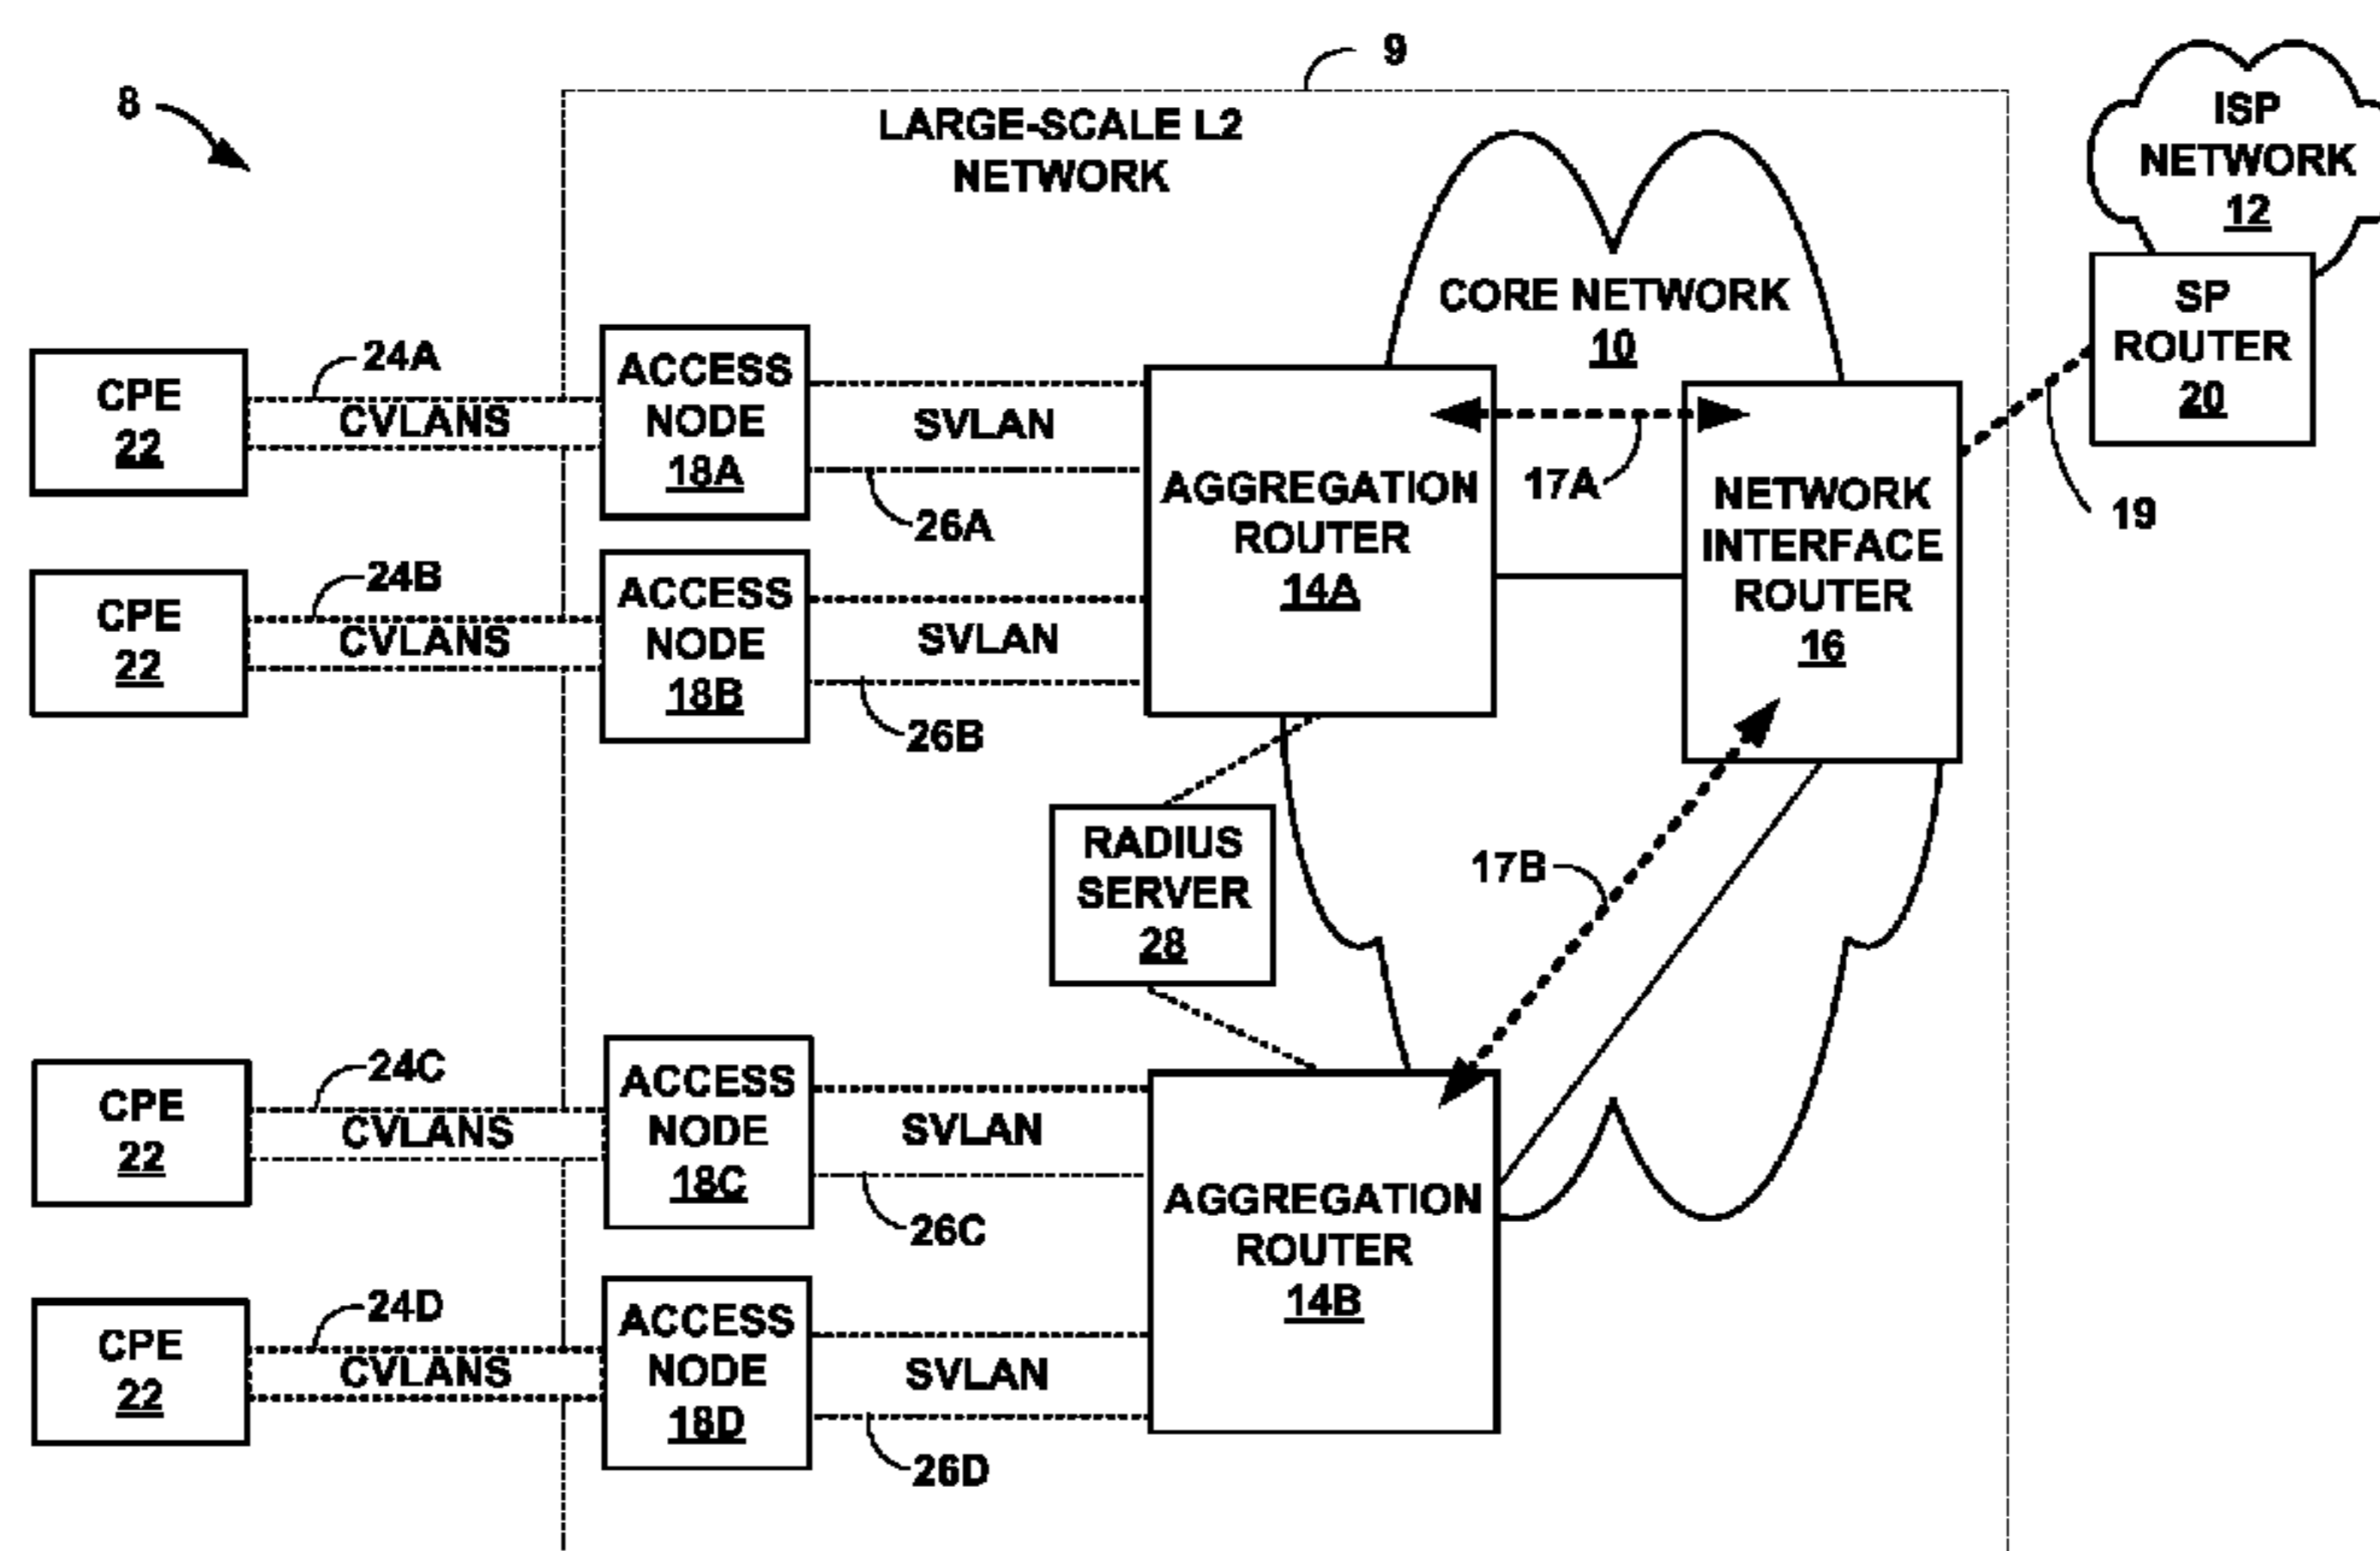 9
8
LARGE-SCALE L2
NETWORK
ISP
NETWORK
12
SP
ROUTER
20
19
CORE NETWORK
10
17A
CPE
22
24A
CVLANS
ACCESS
NODE
18A
SVLAN
26A
AGGREGATION
ROUTER
14A
NETWORK
INTERFACE
ROUTER
16
CPE
22
24B
CVLANS
ACCESS
NODE
18B
SVLAN
26B
RADIUS
SERVER
28
17B
CPE
22
24C
CVLANS
ACCESS
NODE
18C
SVLAN
26C
AGGREGATION
ROUTER
14B
CPE
22
24D
CVLANS
ACCESS
NODE
18D
SVLAN
26D